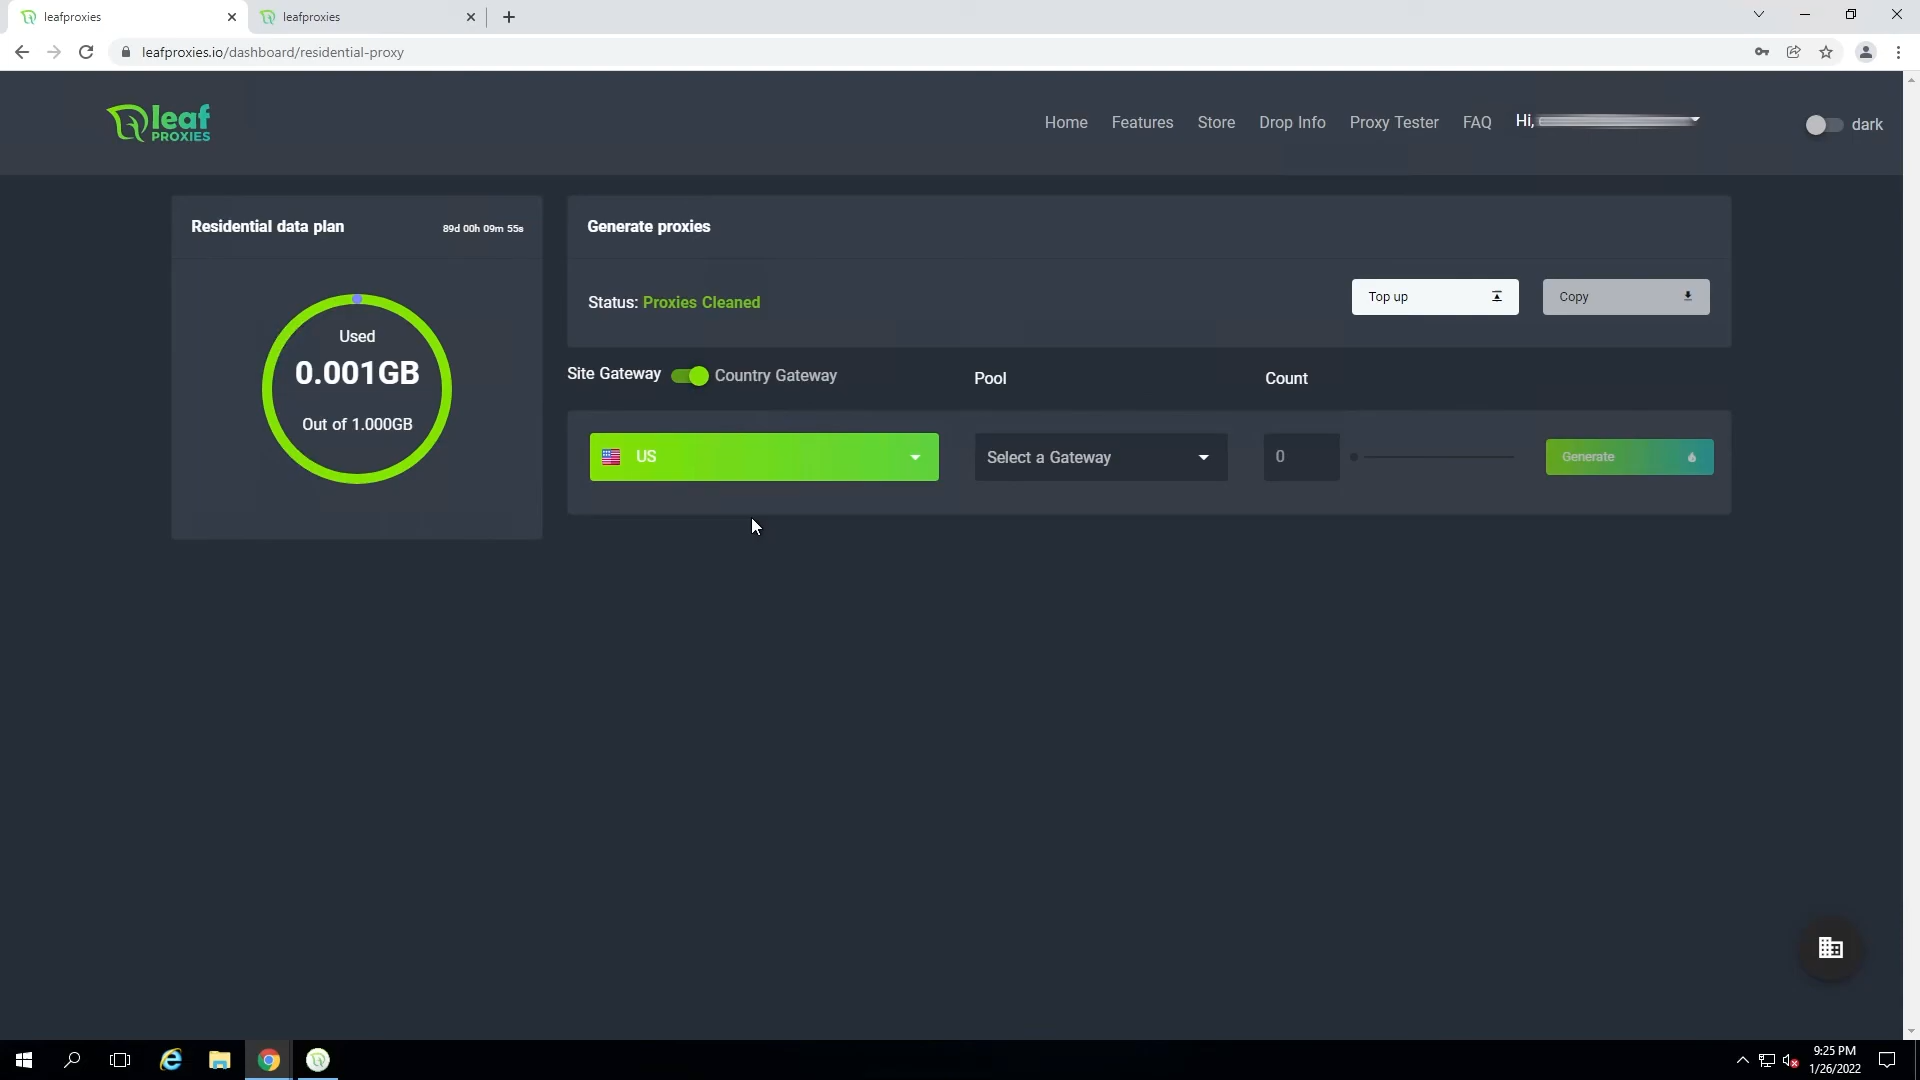 leafproxies
leafproxies
leafproxies.io/dashboard/residential-proxy
leaf
PROXIES
Home
Features
Store
Drop Info
Proxy Tester
FAQ
Hi,
dark
Residential data plan
89d 00h 09m 55s
Used
0.001GB
Out of 1.000GB
Generate proxies
Status: Proxies Cleaned
Top up
Copy
Site Gateway
Country Gateway
Pool
Count
US
Select a Gateway
0
Generate
9:25 PM
1/26/2022